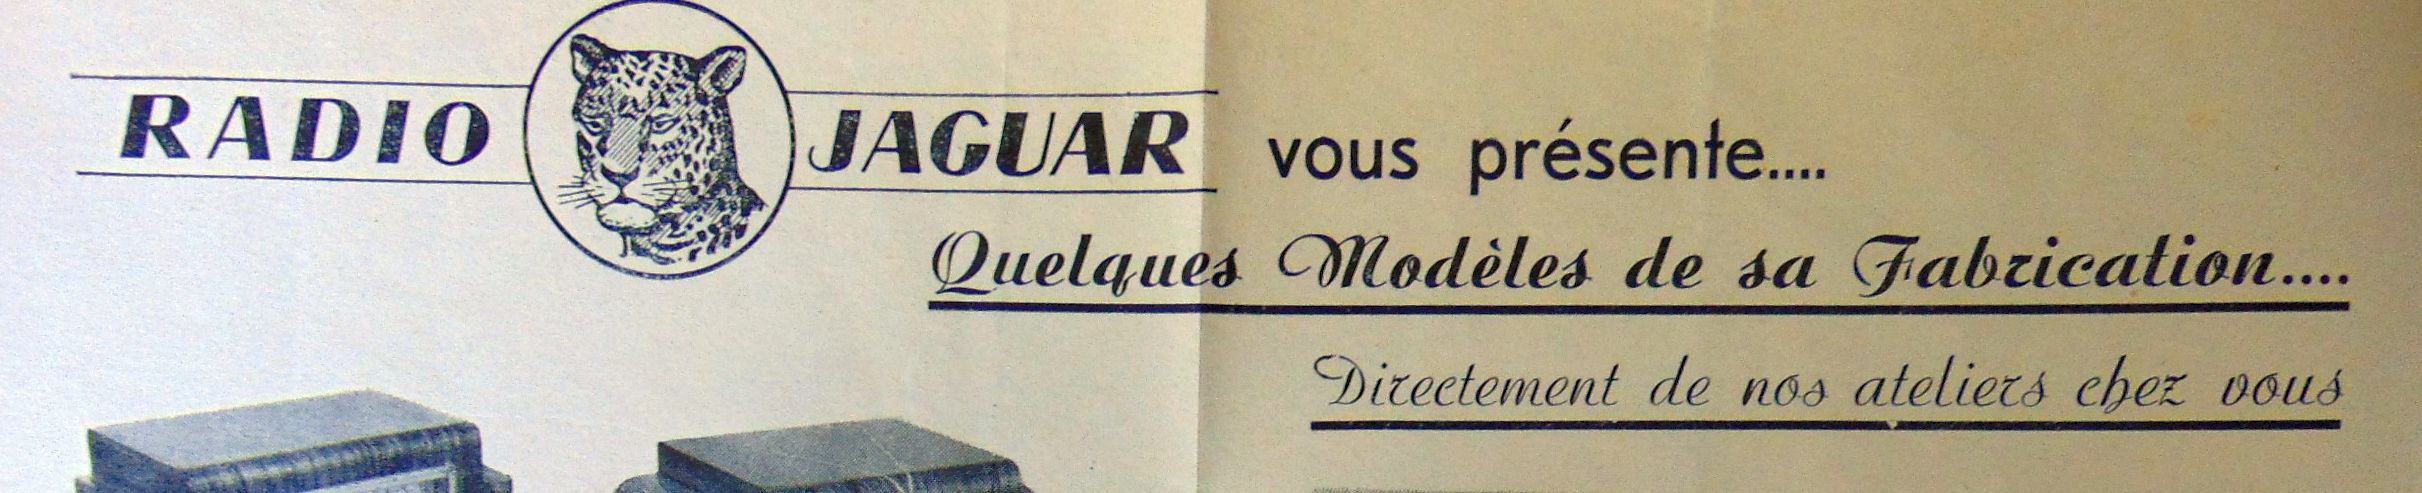 RADIO JAGUAR vous présente....
Quelques Modèles de sa Fabrication....
Directement de nos ateliers chez vous